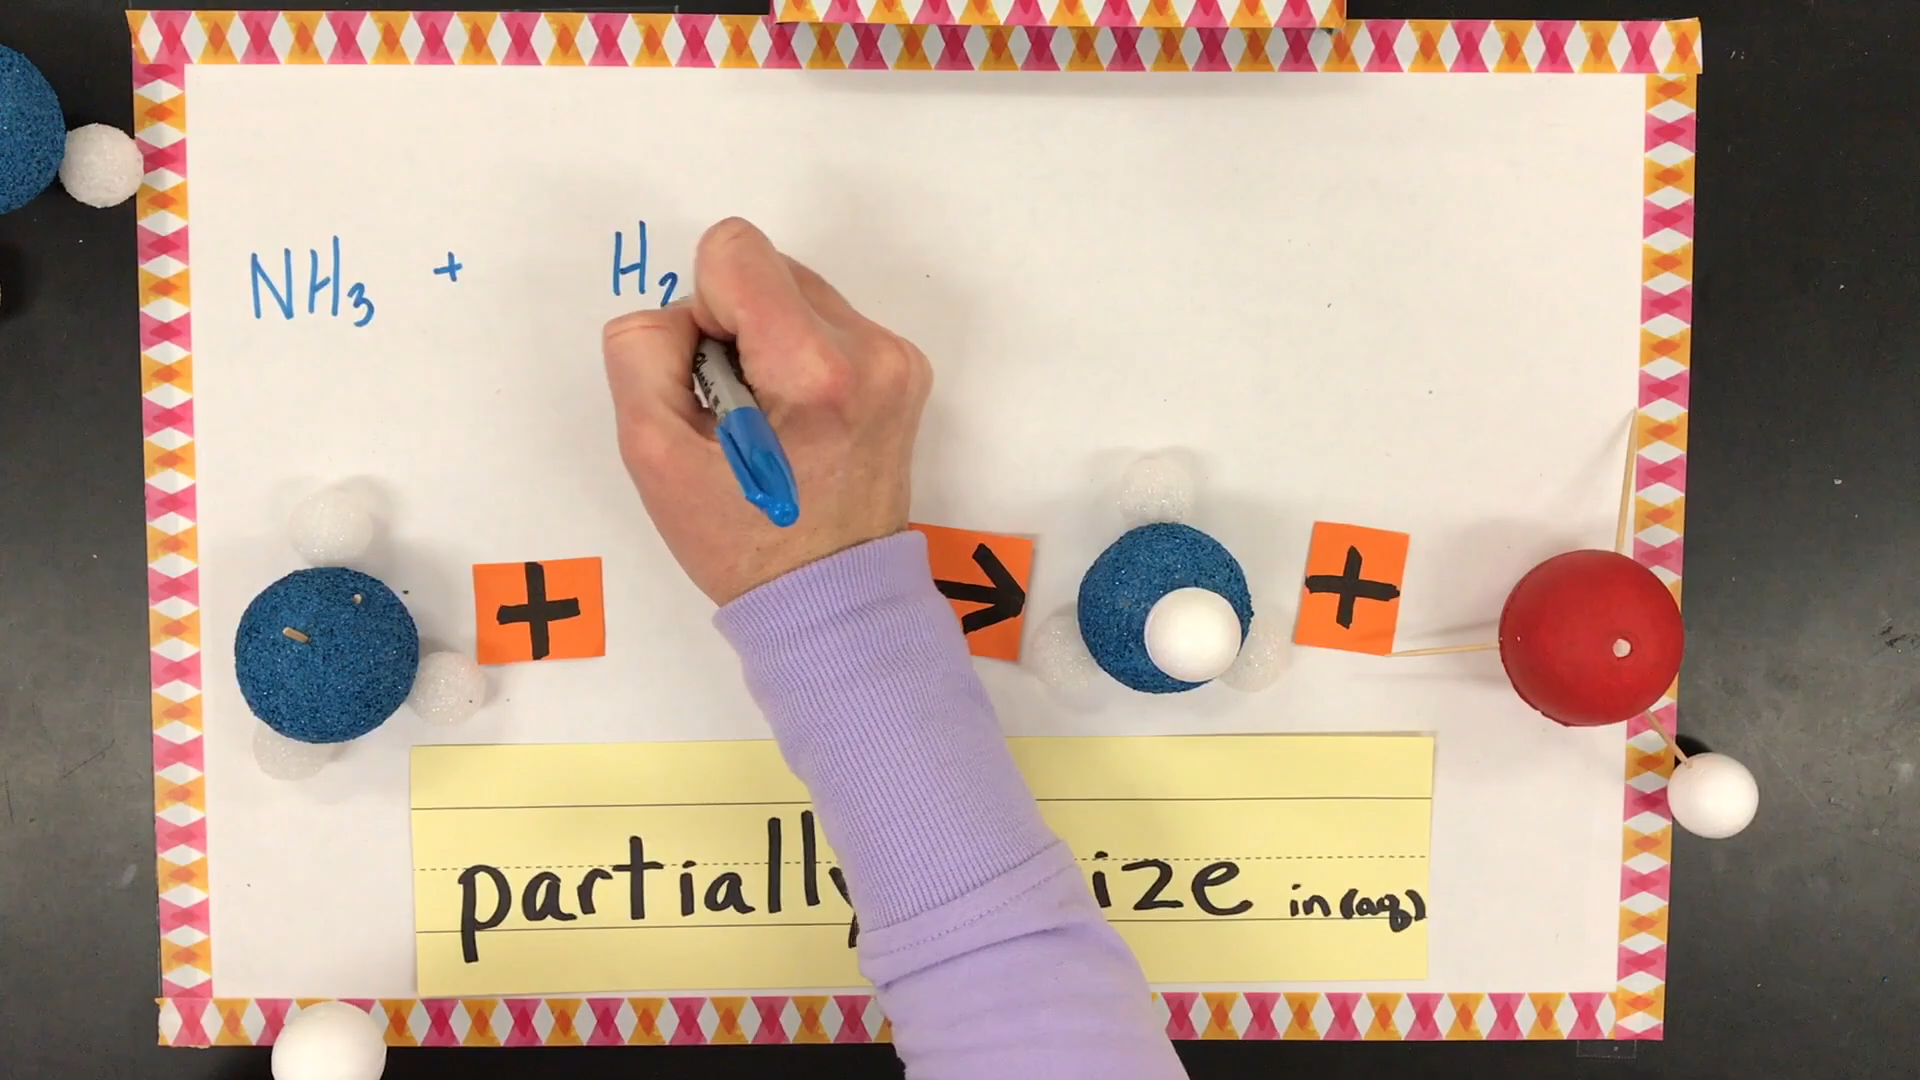 NH3 + H2
+ +
partially ize in (aq)